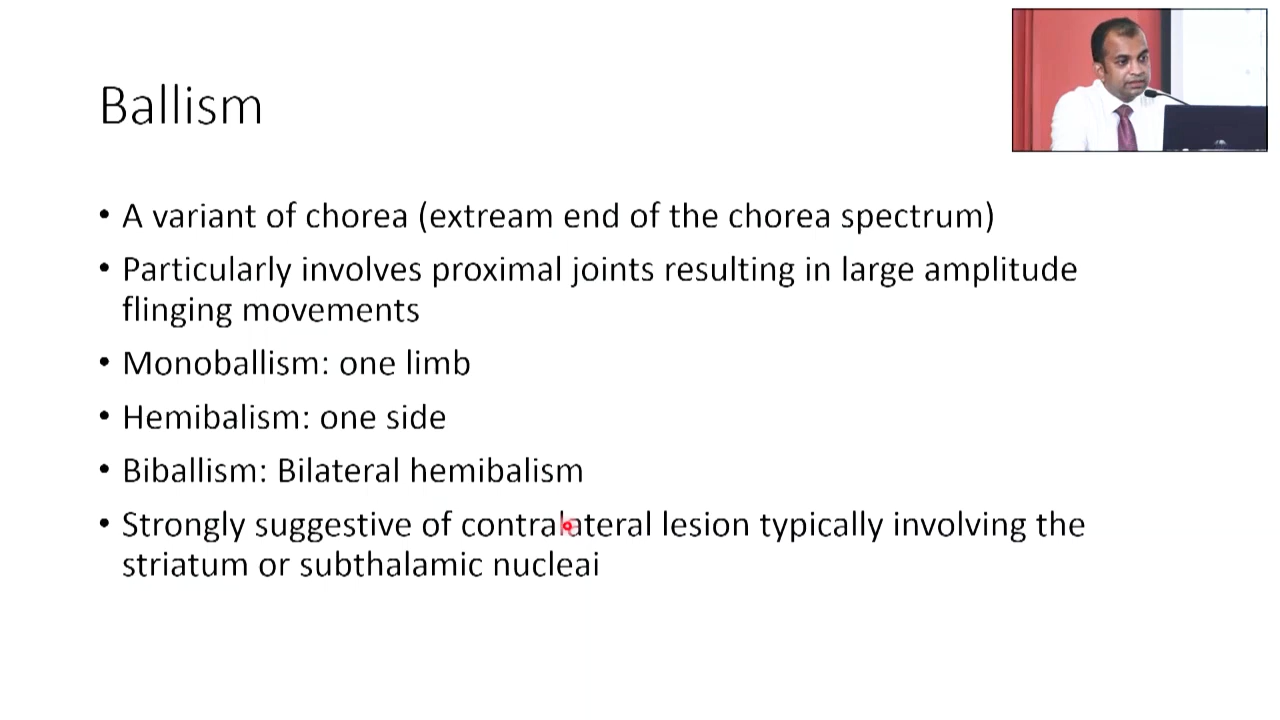 Ballism
• A variant of chorea (extream end of the chorea spectrum)
• Particularly involves proximal joints resulting in large amplitude
flinging movements
• Monoballism: one limb
• Hemibalism: one side
• Biballism: Bilateral hemibalism
• Strongly suggestive of contralateral lesion typically involving the
striatum or subthalamic nucleai